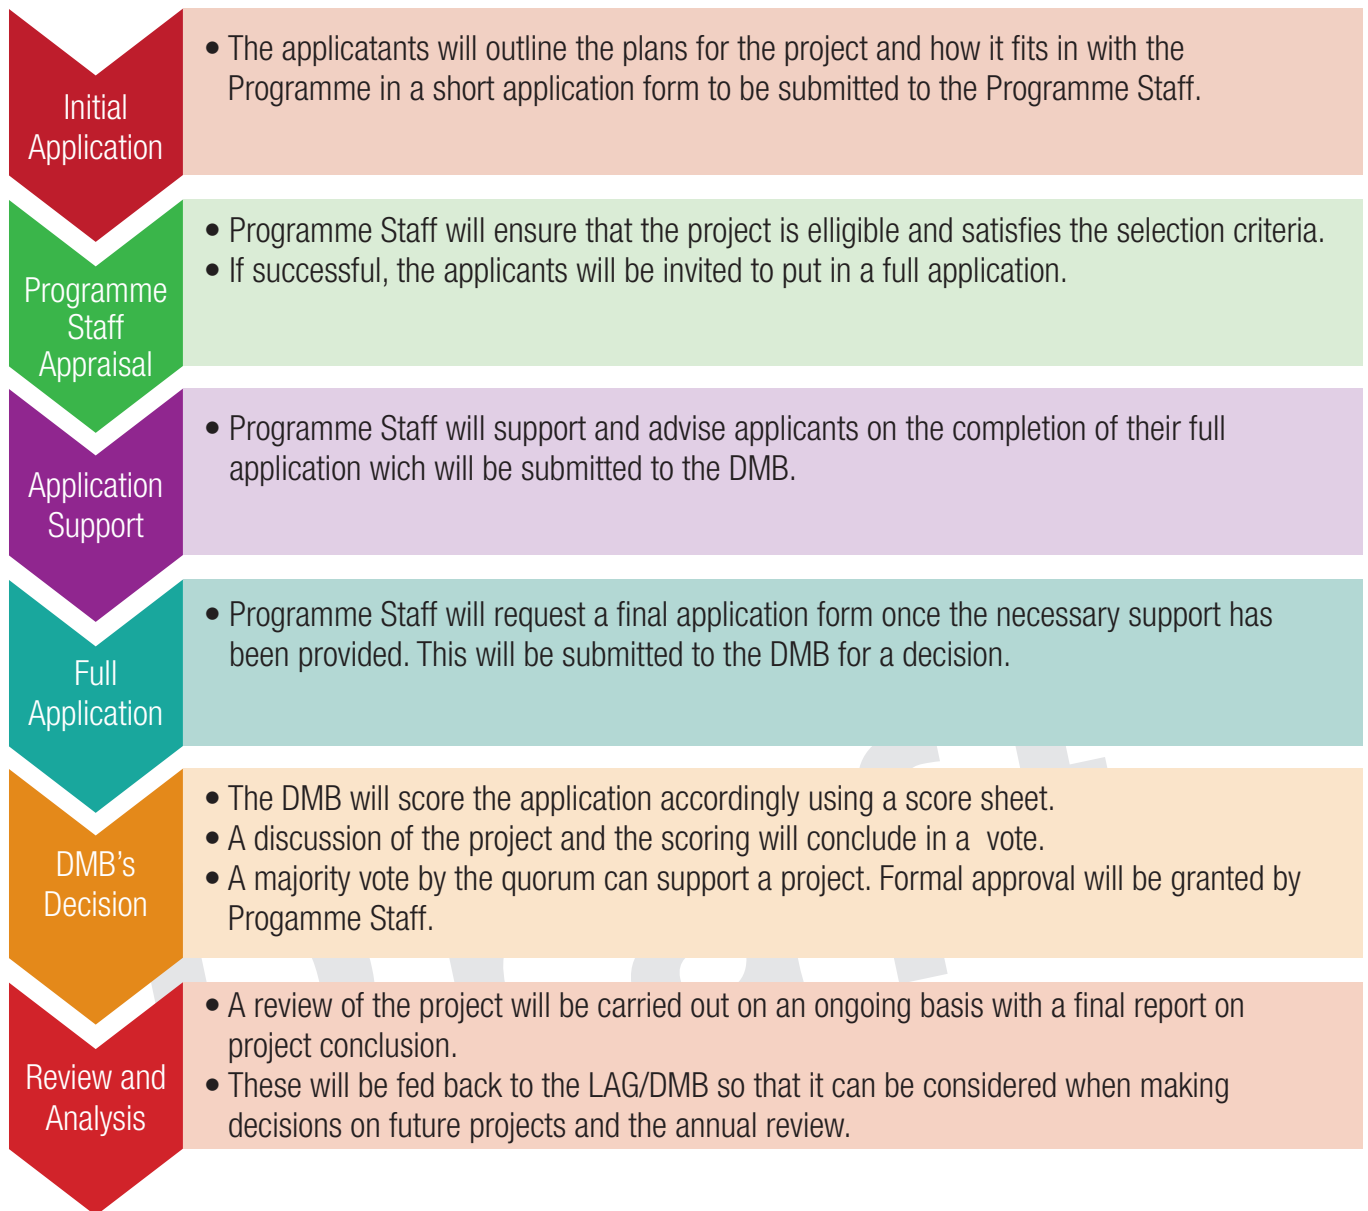 Initial
Application
• The applicatants will outline the plans for the project and how it fits in with the
Programme in a short application form to be submitted to the Programme Staff.
Programme
Staff
Appraisal
• Programme Staff will ensure that the project is elligible and satisfies the selection criteria.
• If successful, the applicants will be invited to put in a full application.
Application
Support
• Programme Staff will support and advise applicants on the completion of their full
application wich will be submitted to the DMB.
Full
Application
• Programme Staff will request a final application form once the necessary support has
been provided. This will be submitted to the DMB for a decision.
DMB's
Decision
• The DMB will score the application accordingly using a score sheet.
• A discussion of the project and the scoring will conclude in a  vote.
• A majority vote by the quorum can support a project. Formal approval will be granted by
Progamme Staff.
Review and
Analysis
• A review of the project will be carried out on an ongoing basis with a final report on
project conclusion.
• These will be fed back to the LAG/DMB so that it can be considered when making
decisions on future projects and the annual review.
Draft